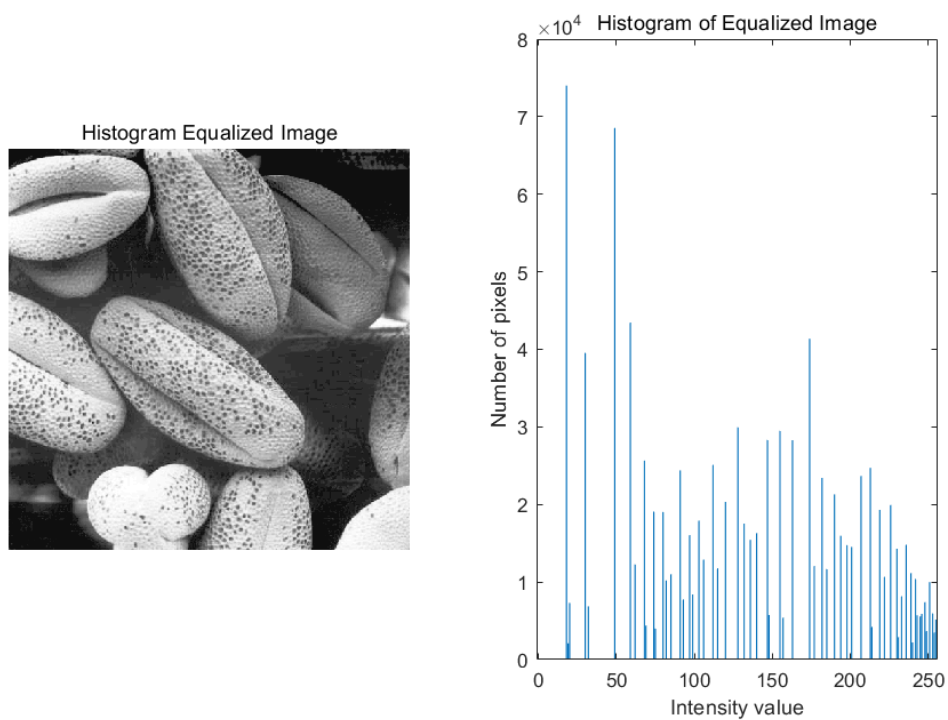 Histogram Equalized Image
×10⁴ Histogram of Equalized Image
8
7
6
5
4
3
2
1
0
Number of pixels
0 50 100 150 200 250
Intensity value